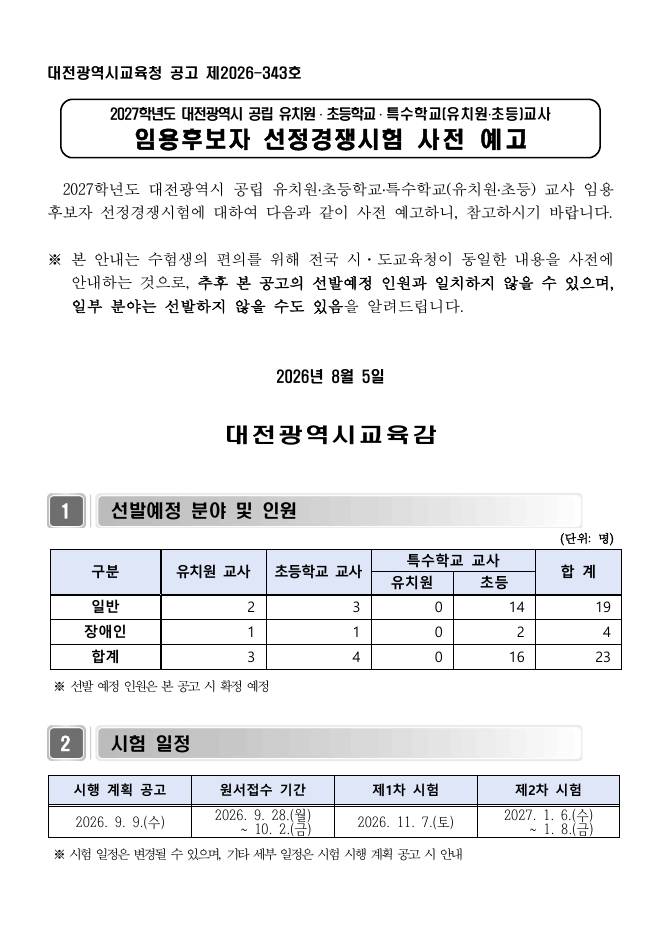 대전광역시교육청 공고 제2026-343호
2027학년도 대전광역시 공립 유치원·초등학교·특수학교(유치원·초등)교사
임용후보자 선정경쟁시험 사전 예고
2027학년도 대전광역시 공립 유치원·초등학교·특수학교(유치원·초등) 교사 임용
후보자 선정경쟁시험에 대하여 다음과 같이 사전 예고하니, 참고하시기 바랍니다.
※ 본 안내는 수험생의 편의를 위해 전국 시·도교육청이 동일한 내용을 사전에
안내하는 것으로, 추후 본 공고의 선발예정 인원과 일치하지 않을 수 있으며,
일부 분야는 선발하지 않을 수도 있음을 알려드립니다.
2026년 8월 5일
대전광역시교육감
1 선발예정 분야 및 인원
(단위: 명)
구분 유치원 교사 초등학교 교사 특수학교 교사 합 계
유치원 초등
일반 2 3 0 14 19
장애인 1 1 0 2 4
합계 3 4 0 16 23
※ 선발 예정 인원은 본 공고 시 확정 예정
2 시험 일정
시행 계획 공고 원서접수 기간 제1차 시험 제2차 시험
2026. 9. 9.(수) 2026. 9. 28.(월) 2026. 11. 7.(토) 2027. 1. 6.(수)
~ 10. 2.(금) ~ 1. 8.(금)
※ 시험 일정은 변경될 수 있으며, 기타 세부 일정은 시험 시행 계획 공고 시 안내